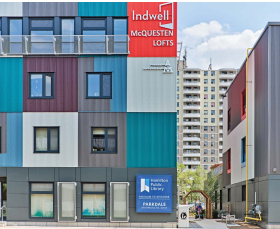 Indwell
McQUESTEN
LOFTS
Hamilton
Public
Library
PARKDALE